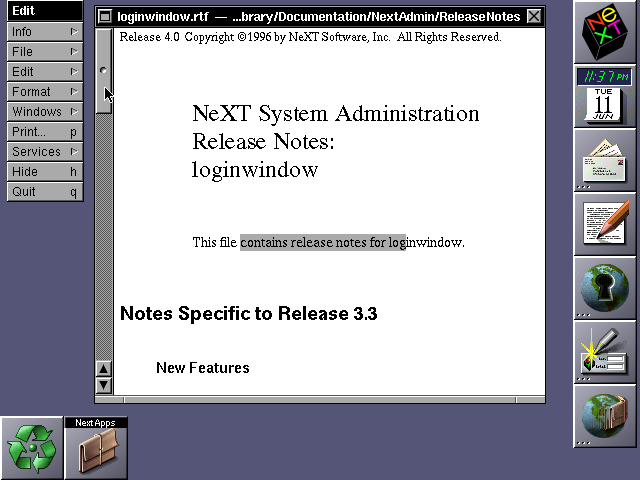 Edit
Info
File
Edit
Format
Windows
Print... p
Services
Hide h
Quit q
loginwindow.rtf — ...brary/Documentation/NextAdmin/ReleaseNotes
Release 4.0 Copyright ©1996 by NeXT Software, Inc. All Rights Reserved.
NeXT System Administration
Release Notes:
loginwindow
This file contains release notes for loginwindow.
Notes Specific to Release 3.3
New Features
NeXT
11:37 PM
TUE
11
JUN
...
...
...
...
NextApps